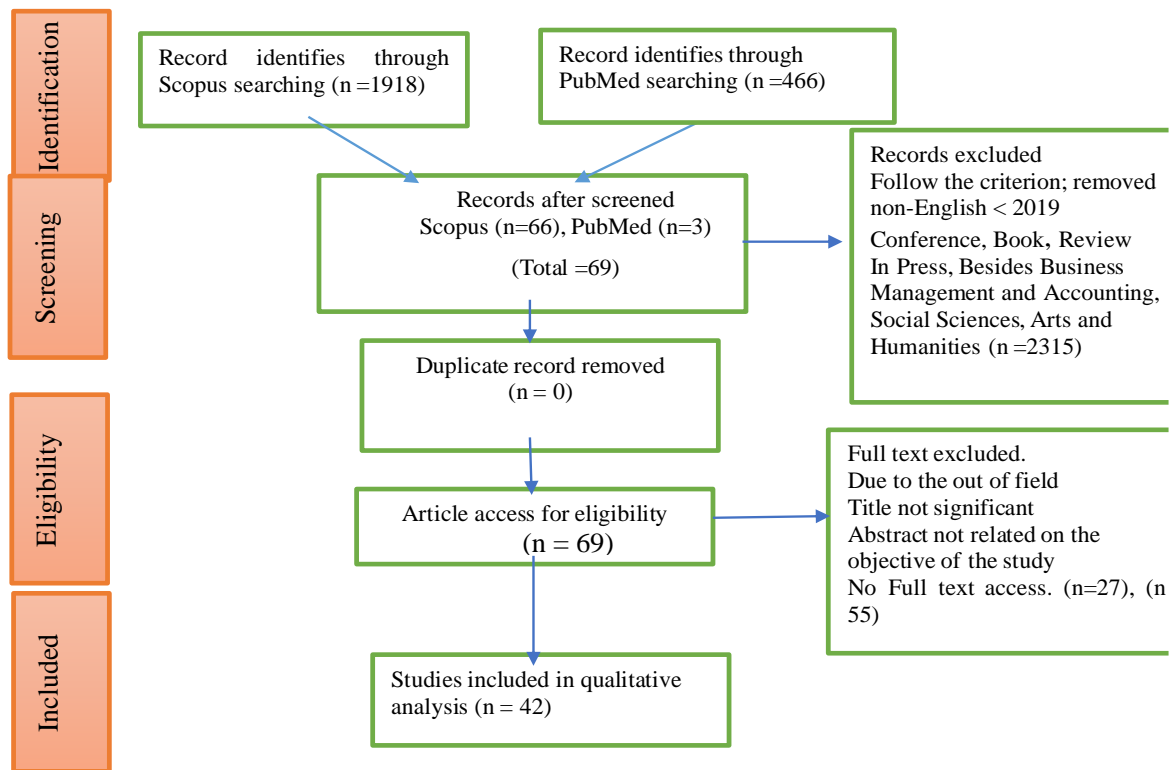 Identification
Record identifies through
Scopus searching (n =1918)
Record identifies through
PubMed searching (n =466)
Screening
Records after screened
Scopus (n=66), PubMed (n=3)
(Total =69)
Records excluded
Follow the criterion; removed
non-English < 2019
Conference, Book, Review
In Press, Besides Business
Management and Accounting,
Social Sciences, Arts and
Humanities (n =2315)
Duplicate record removed
(n = 0)
Eligibility
Article access for eligibility
(n = 69)
Full text excluded.
Due to the out of field
Title not significant
Abstract not related on the
objective of the study
No Full text access. (n=27), (n
55)
Included
Studies included in qualitative
analysis (n = 42)